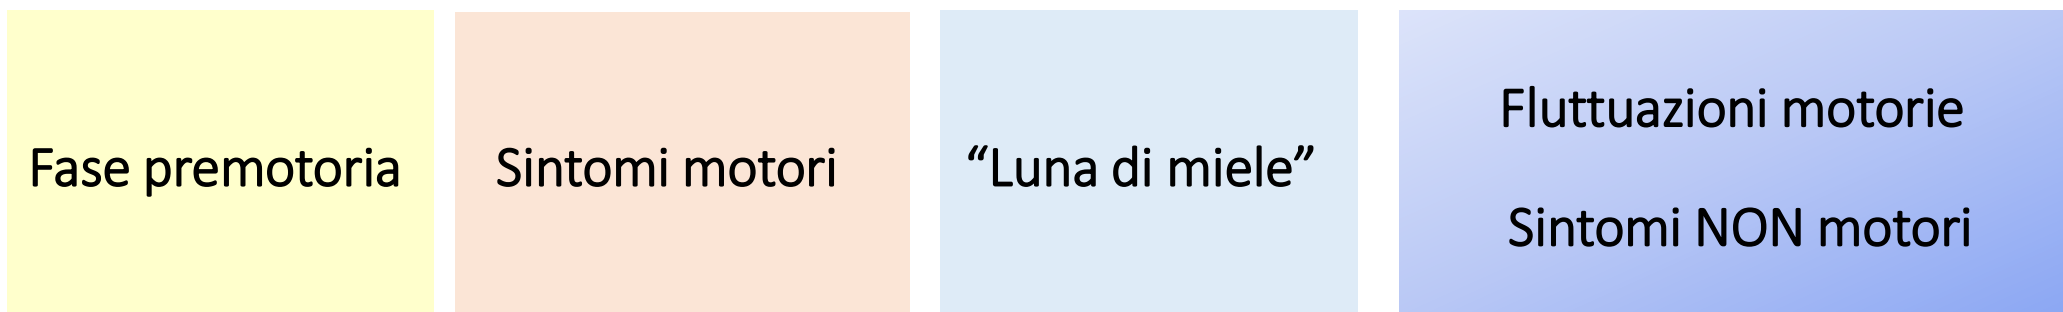 Fase premotoria
Sintomi motori
“Luna di miele”
Fluttuazioni motorie
Sintomi NON motori